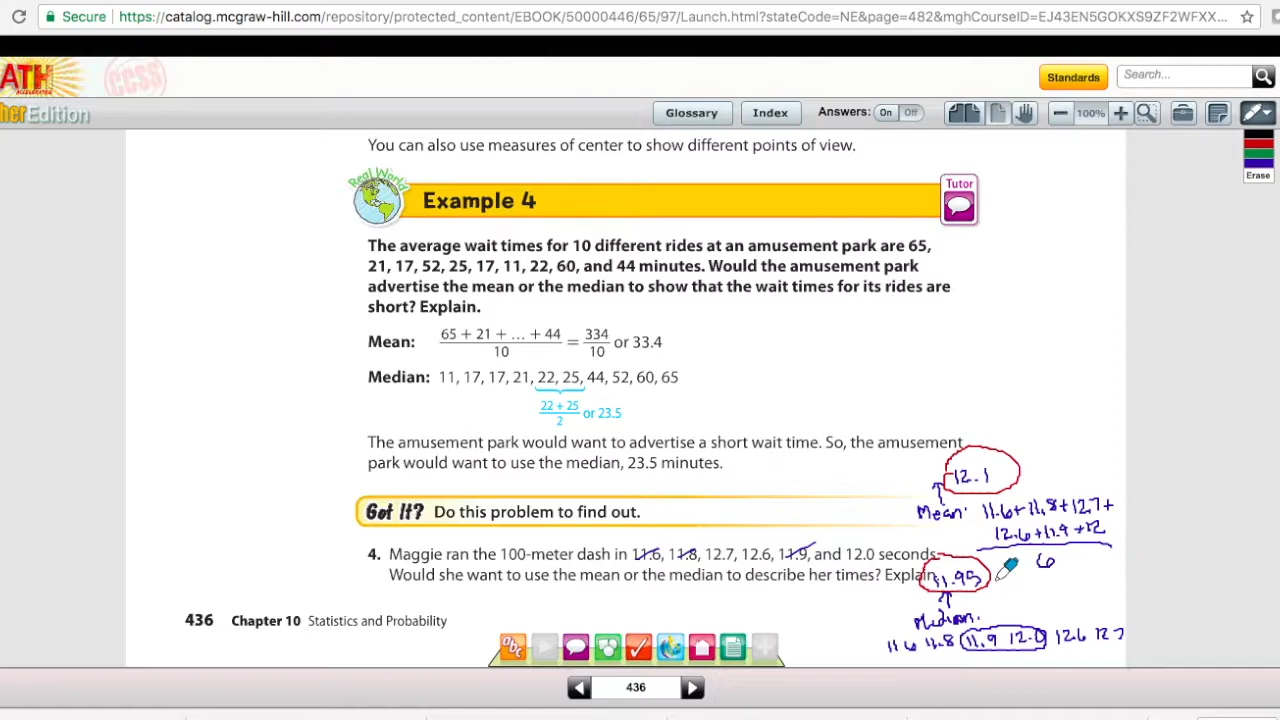 Secure https://catalog.mcgraw-hill.com/repository/protected_content/EBOOK/50000446/65/97/Launch.html?stateCode=NE&page=482&mghCourseID=EJ43EN5GOKXS9ZF2WFXX...
ATH
CCSS
Standards
Search...
herEdition
Glossary
Index
Answers: On Off
100%
Erase
You can also use measures of center to show different points of view.
Real World
Example 4
Tutor
The average wait times for 10 different rides at an amusement park are 65,
21, 17, 52, 25, 17, 11, 22, 60, and 44 minutes. Would the amusement park
advertise the mean or the median to show that the wait times for its rides are
short? Explain.
Mean: 65 + 21 + ... + 44 / 10 = 334 / 10 or 33.4
Median: 11, 17, 17, 21, 22, 25, 44, 52, 60, 65
22 + 25 / 2 or 23.5
The amusement park would want to advertise a short wait time. So, the amusement
park would want to use the median, 23.5 minutes.
12.1
Mean: 11.6+11.8+12.7+
12.6+11.9+12
6
Got It? Do this problem to find out.
4. Maggie ran the 100-meter dash in 11.6, 11.8, 12.7, 12.6, 11.9, and 12.0 seconds.
Would she want to use the mean or the median to describe her times? Explain.
11.95
Median.
11.6 11.8 11.9 12.0 12.6 12.7
436 Chapter 10 Statistics and Probability
abc
436